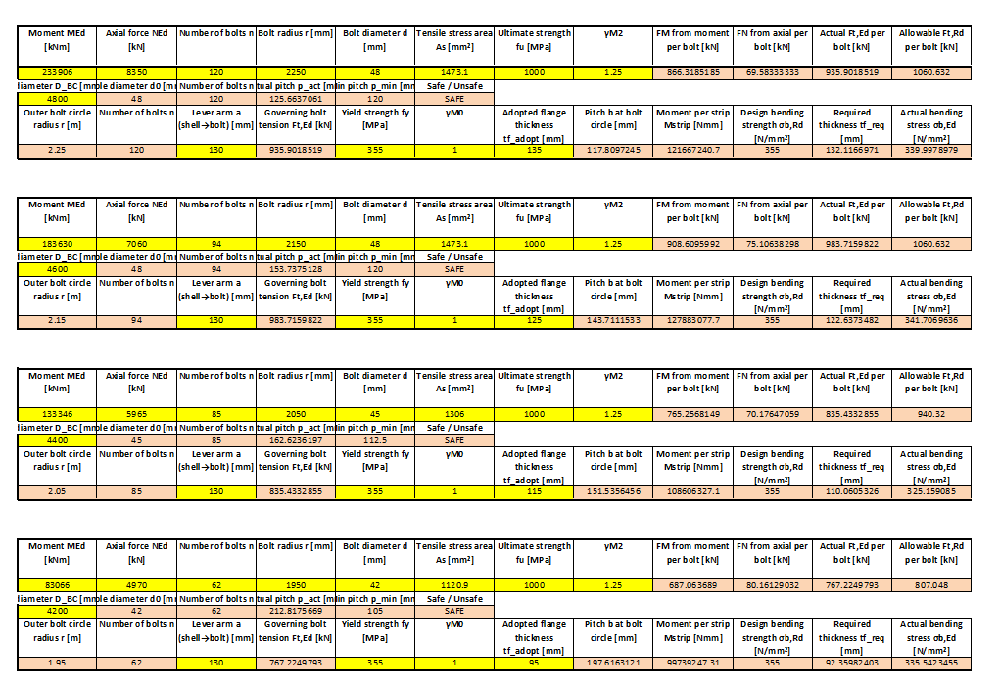 Moment MEd Axial force NEd Number of bolts n Bolt radius r [mm] Bolt diameter d Tensile stress area Ultimate strength γM2 FM from moment FN from axial per Actual Ft,Ed per Allowable Ft,Rd
[kNm] [kN] [mm] As [mm²] fu [MPa] per bolt [kN] bolt [kN] bolt [kN] per bolt [kN]
233906 8350 120 2250 48 1473.1 1000 1.25 866.3185185 69.58333333 935.9018519 1060.632
iameter D_BC [mm ole diameter d0 [m Number of bolts n tual pitch p_act [m in pitch p_min [mm Safe / Unsafe
4800 48 120 125.6637061 120 SAFE
Outer bolt circle Number of bolts n Lever arm a Governing bolt Yield strength fy γM0 Adopted flange Pitch b at bolt Moment per strip Design bending Required Actual bending
radius r [m] (shell→bolt) [mm] tension Ft,Ed [kN] [MPa] thickness circle [mm] Mstrip [Nmm] strength σb,Rd thickness tf_req stress σb,Ed
tf_adopt [mm] [N/mm²] [mm] [N/mm²]
2.25 120 130 935.9018519 355 1 135 117.8097245 121667240.7 355 132.1166971 339.9978979
Moment MEd Axial force NEd Number of bolts n Bolt radius r [mm] Bolt diameter d Tensile stress area Ultimate strength γM2 FM from moment FN from axial per Actual Ft,Ed per Allowable Ft,Rd
[kNm] [kN] [mm] As [mm²] fu [MPa] per bolt [kN] bolt [kN] bolt [kN] per bolt [kN]
183630 7060 94 2150 48 1473.1 1000 1.25 908.6095992 75.10638298 983.7159822 1060.632
iameter D_BC [mm ole diameter d0 [m Number of bolts n tual pitch p_act [m in pitch p_min [mm Safe / Unsafe
4600 48 94 153.7375128 120 SAFE
Outer bolt circle Number of bolts n Lever arm a Governing bolt Yield strength fy γM0 Adopted flange Pitch b at bolt Moment per strip Design bending Required Actual bending
radius r [m] (shell→bolt) [mm] tension Ft,Ed [kN] [MPa] thickness circle [mm] Mstrip [Nmm] strength σb,Rd thickness tf_req stress σb,Ed
tf_adopt [mm] [N/mm²] [mm] [N/mm²]
2.15 94 130 983.7159822 355 1 125 143.7111533 127883077.7 355 122.6373482 341.7069636
Moment MEd Axial force NEd Number of bolts n Bolt radius r [mm] Bolt diameter d Tensile stress area Ultimate strength γM2 FM from moment FN from axial per Actual Ft,Ed per Allowable Ft,Rd
[kNm] [kN] [mm] As [mm²] fu [MPa] per bolt [kN] bolt [kN] bolt [kN] per bolt [kN]
133346 5965 85 2050 45 1306 1000 1.25 765.2568149 70.17647059 835.4332855 940.32
iameter D_BC [mm ole diameter d0 [m Number of bolts n tual pitch p_act [m in pitch p_min [mm Safe / Unsafe
4400 45 85 162.6236197 112.5 SAFE
Outer bolt circle Number of bolts n Lever arm a Governing bolt Yield strength fy γM0 Adopted flange Pitch b at bolt Moment per strip Design bending Required Actual bending
radius r [m] (shell→bolt) [mm] tension Ft,Ed [kN] [MPa] thickness circle [mm] Mstrip [Nmm] strength σb,Rd thickness tf_req stress σb,Ed
tf_adopt [mm] [N/mm²] [mm] [N/mm²]
2.05 85 130 835.4332855 355 1 115 151.5356456 108606327.1 355 110.0605326 325.159085
Moment MEd Axial force NEd Number of bolts n Bolt radius r [mm] Bolt diameter d Tensile stress area Ultimate strength γM2 FM from moment FN from axial per Actual Ft,Ed per Allowable Ft,Rd
[kNm] [kN] [mm] As [mm²] fu [MPa] per bolt [kN] bolt [kN] bolt [kN] per bolt [kN]
83066 4970 62 1950 42 1120.9 1000 1.25 687.063689 80.16129032 767.2249793 807.048
iameter D_BC [mm ole diameter d0 [m Number of bolts n tual pitch p_act [m in pitch p_min [mm Safe / Unsafe
4200 42 62 212.8175669 105 SAFE
Outer bolt circle Number of bolts n Lever arm a Governing bolt Yield strength fy γM0 Adopted flange Pitch b at bolt Moment per strip Design bending Required Actual bending
radius r [m] (shell→bolt) [mm] tension Ft,Ed [kN] [MPa] thickness circle [mm] Mstrip [Nmm] strength σb,Rd thickness tf_req stress σb,Ed
tf_adopt [mm] [N/mm²] [mm] [N/mm²]
1.95 62 130 767.2249793 355 1 95 197.6163121 99739247.31 355 92.35982403 335.5423455